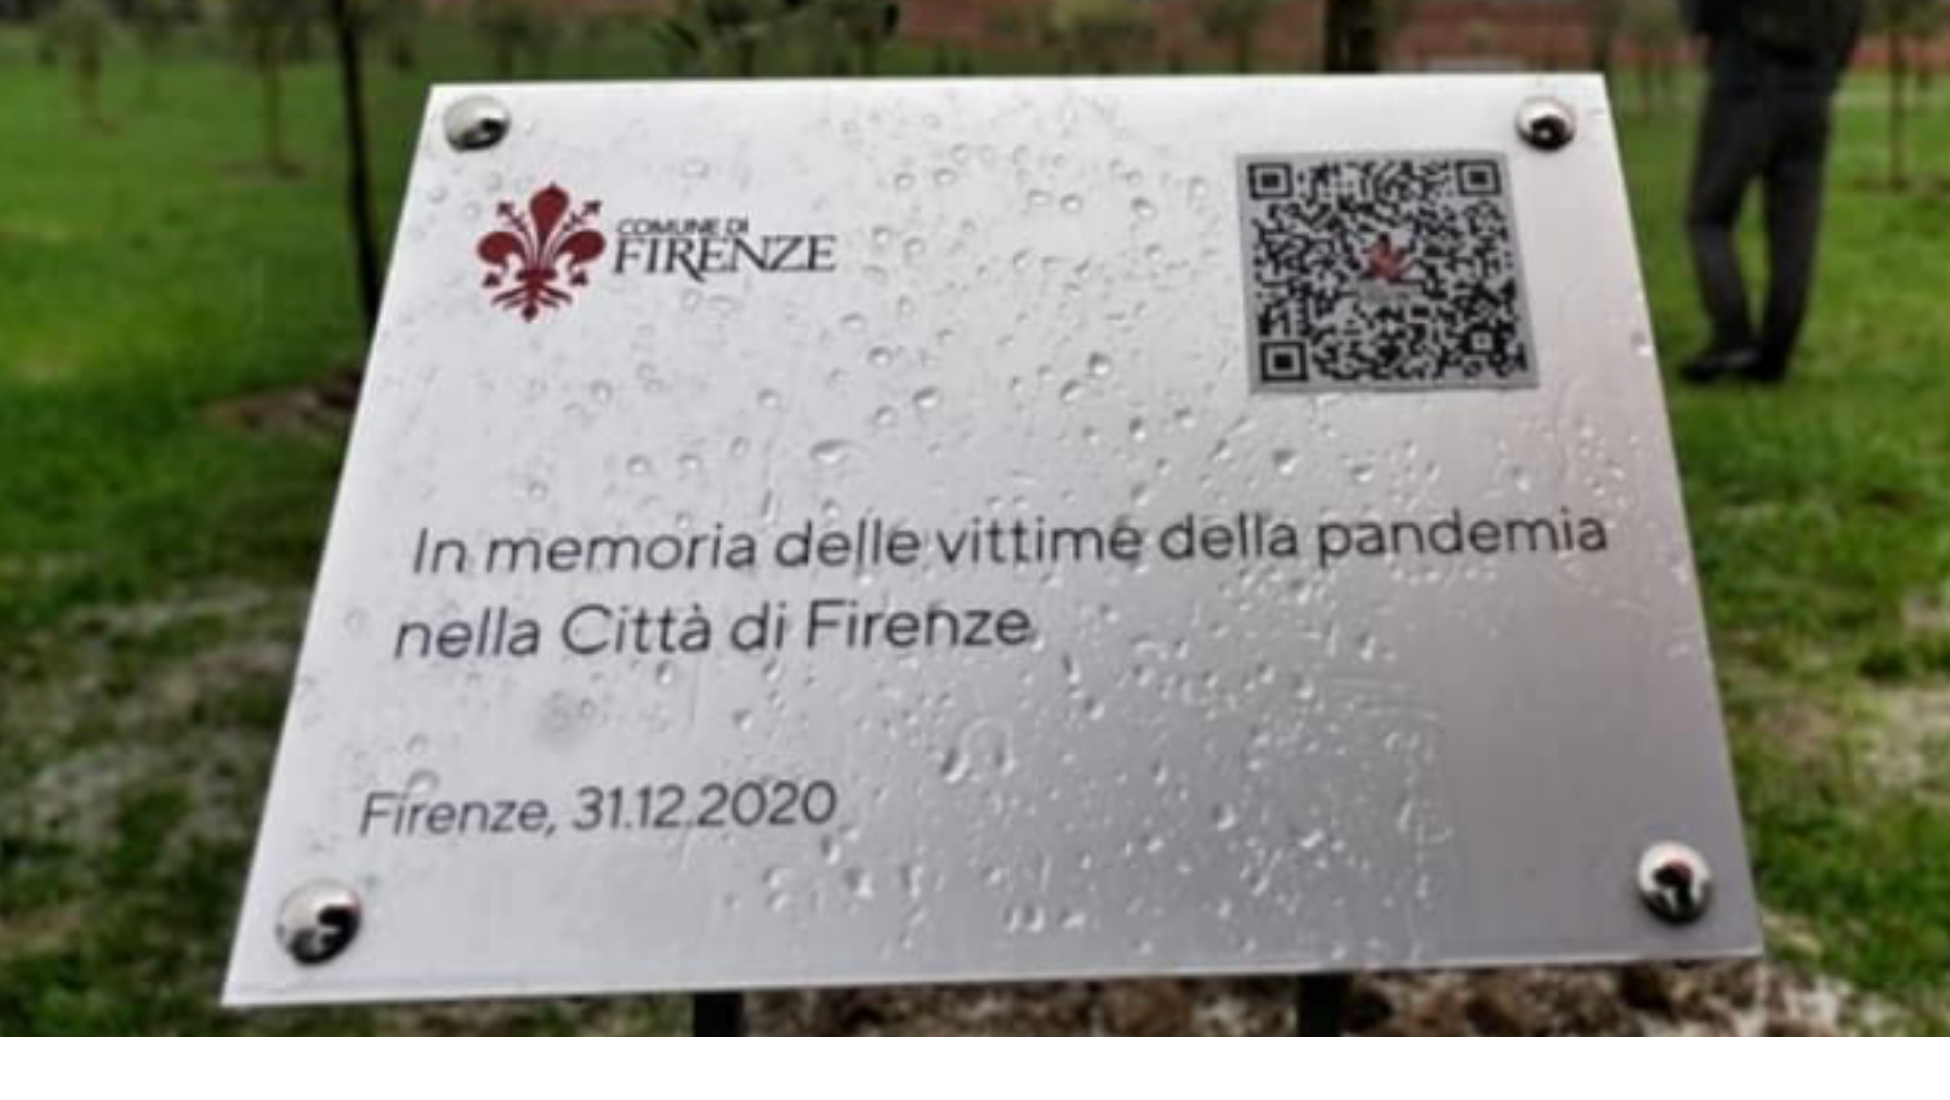 COMUNE DI
FIRENZE
In memoria delle vittime della pandemia
nella Città di Firenze
Firenze, 31.12.2020